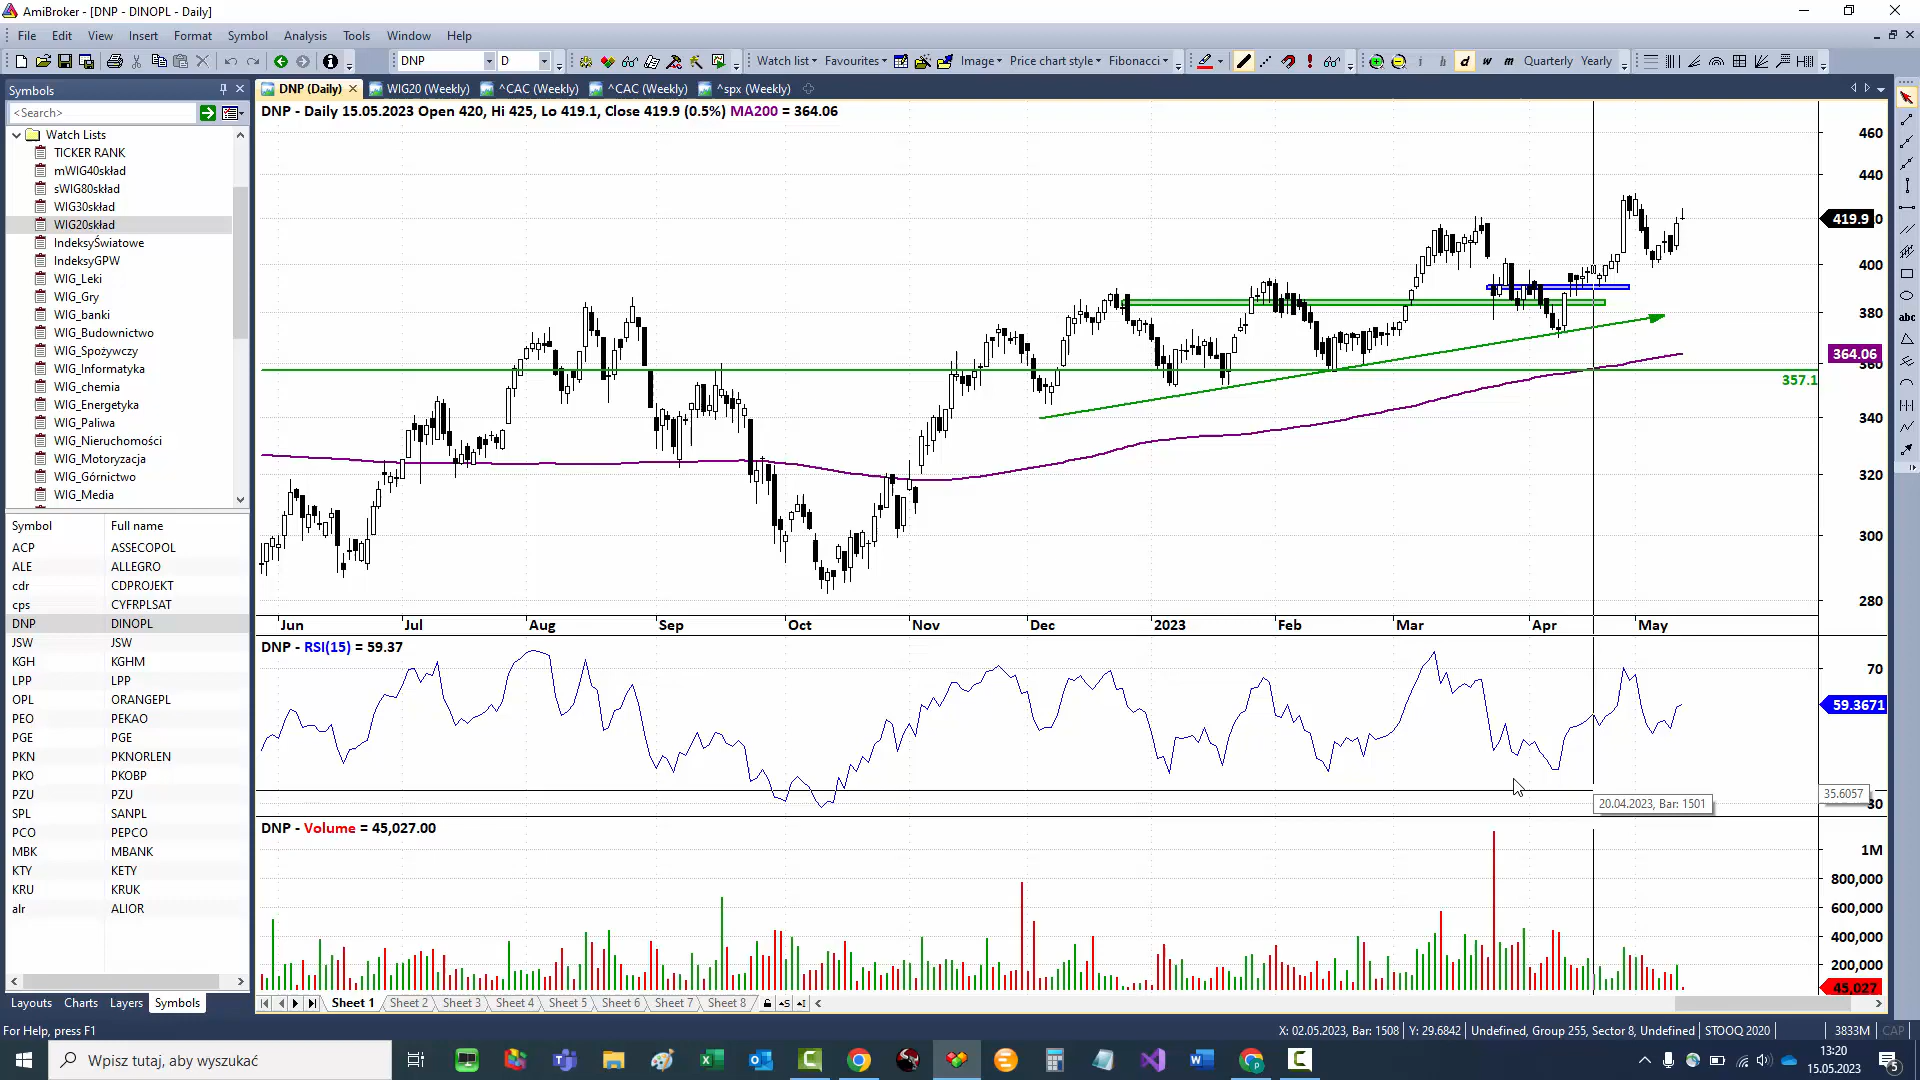 AmiBroker - [DNP - DINOPL - Daily]
File Edit View Insert Format Symbol Analysis Tools Window Help
DNP D Watch list Favourites Image Price chart style Fibonacci i h d w m Quarterly Yearly
Symbols
DNP (Daily) WIG20 (Weekly) ^CAC (Weekly) ^CAC (Weekly) ^spx (Weekly)
<Search>
DNP - Daily 15.05.2023 Open 420, Hi 425, Lo 419.1, Close 419.9 (0.5%) MA200 = 364.06
Watch Lists
TICKER RANK
mWIG40skład
sWIG80skład
WIG30skład
WIG20skład
IndeksyŚwiatowe
IndeksyGPW
WIG_Leki
WIG_Gry
WIG_banki
WIG_Budownictwo
WIG_Spożywczy
WIG_Informatyka
WIG_chemia
WIG_Energetyka
WIG_Paliwa
WIG_Nieruchomości
WIG_Motoryzacja
WIG_Górnictwo
WIG_Media
Symbol Full name
ACP ASSECOPOL
ALE ALLEGRO
cdr CDPROJEKT
cps CYFRPLSAT
DNP DINOPL
JSW JSW
KGH KGHM
LPP LPP
OPL ORANGEPL
PEO PEKAO
PGE PGE
PKN PKNORLEN
PKO PKOBP
PZU PZU
SPL SANPL
PCO PEPCO
MBK MBANK
KTY KETY
KRU KRUK
alr ALIOR
Layouts Charts Layers Symbols
460
440
419.9 0
400
380
364.06
360
357.1
340
320
300
280
Jun Jul Aug Sep Oct Nov Dec 2023 Feb Mar Apr May
DNP - RSI(15) = 59.37
70
59.3671
35.6057
30
20.04.2023, Bar: 1501
DNP - Volume = 45,027.00
1M
800,000
600,000
400,000
200,000
45,027
Sheet 1 Sheet 2 Sheet 3 Sheet 4 Sheet 5 Sheet 6 Sheet 7 Sheet 8
For Help, press F1
X: 02.05.2023, Bar: 1508 Y: 29.6842 Undefined, Group 255, Sector 8, Undefined STOOQ 2020 3833M CAP
Wpisz tutaj, aby wyszukać
13:20
15.05.2023
5
abc